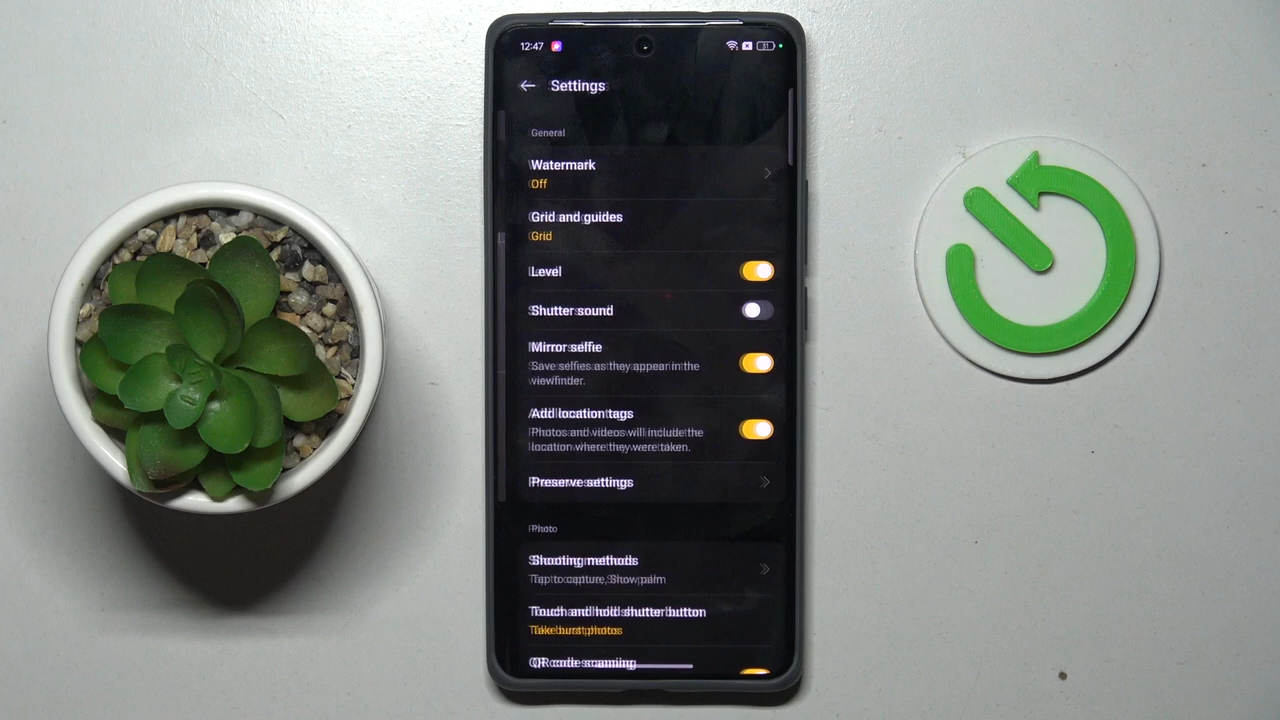 12:47
31
Settings
General
Watermark
Off
Grid and guides
Grid
Level
Shutter sound
Mirror selfie
Save selfies as they appear in the
viewfinder.
Add location tags
Photos and videos will include the
location where they were taken.
Preserve settings
Photo
Shooting methods
Tap to capture, Show palm
Touch and hold shutter button
Take burst photos
QR code scanning